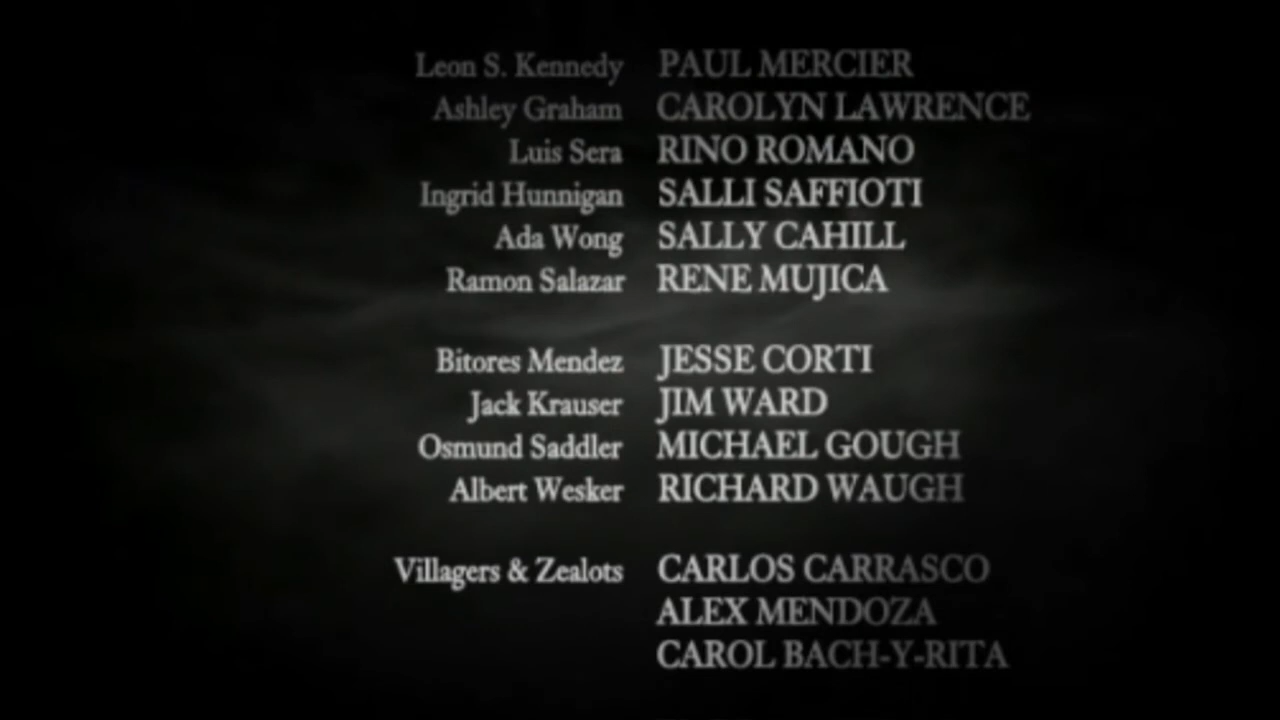 Leon S. Kennedy PAUL MERCIER
Ashley Graham CAROLYN LAWRENCE
Luis Sera RINO ROMANO
Ingrid Hunnigan SALLI SAFFIOTI
Ada Wong SALLY CAHILL
Ramon Salazar RENE MUJICA
Bitores Mendez JESSE CORTI
Jack Krauser JIM WARD
Osmund Saddler MICHAEL GOUGH
Albert Wesker RICHARD WAUGH
Villagers & Zealots CARLOS CARRASCO
ALEX MENDOZA
CAROL BACH-Y-RITA